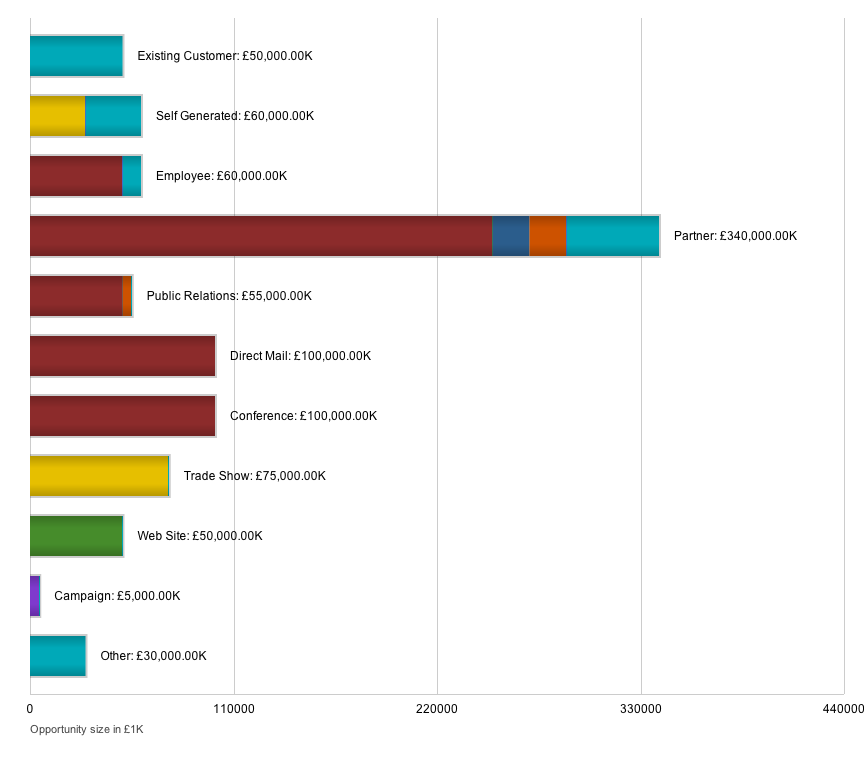 Existing Customer: £50,000.00K
Self Generated: £60,000.00K
Employee: £60,000.00K
Partner: £340,000.00K
Public Relations: £55,000.00K
Direct Mail: £100,000.00K
Conference: £100,000.00K
Trade Show: £75,000.00K
Web Site: £50,000.00K
Campaign: £5,000.00K
Other: £30,000.00K
0 110000 220000 330000 440000
Opportunity size in £1K